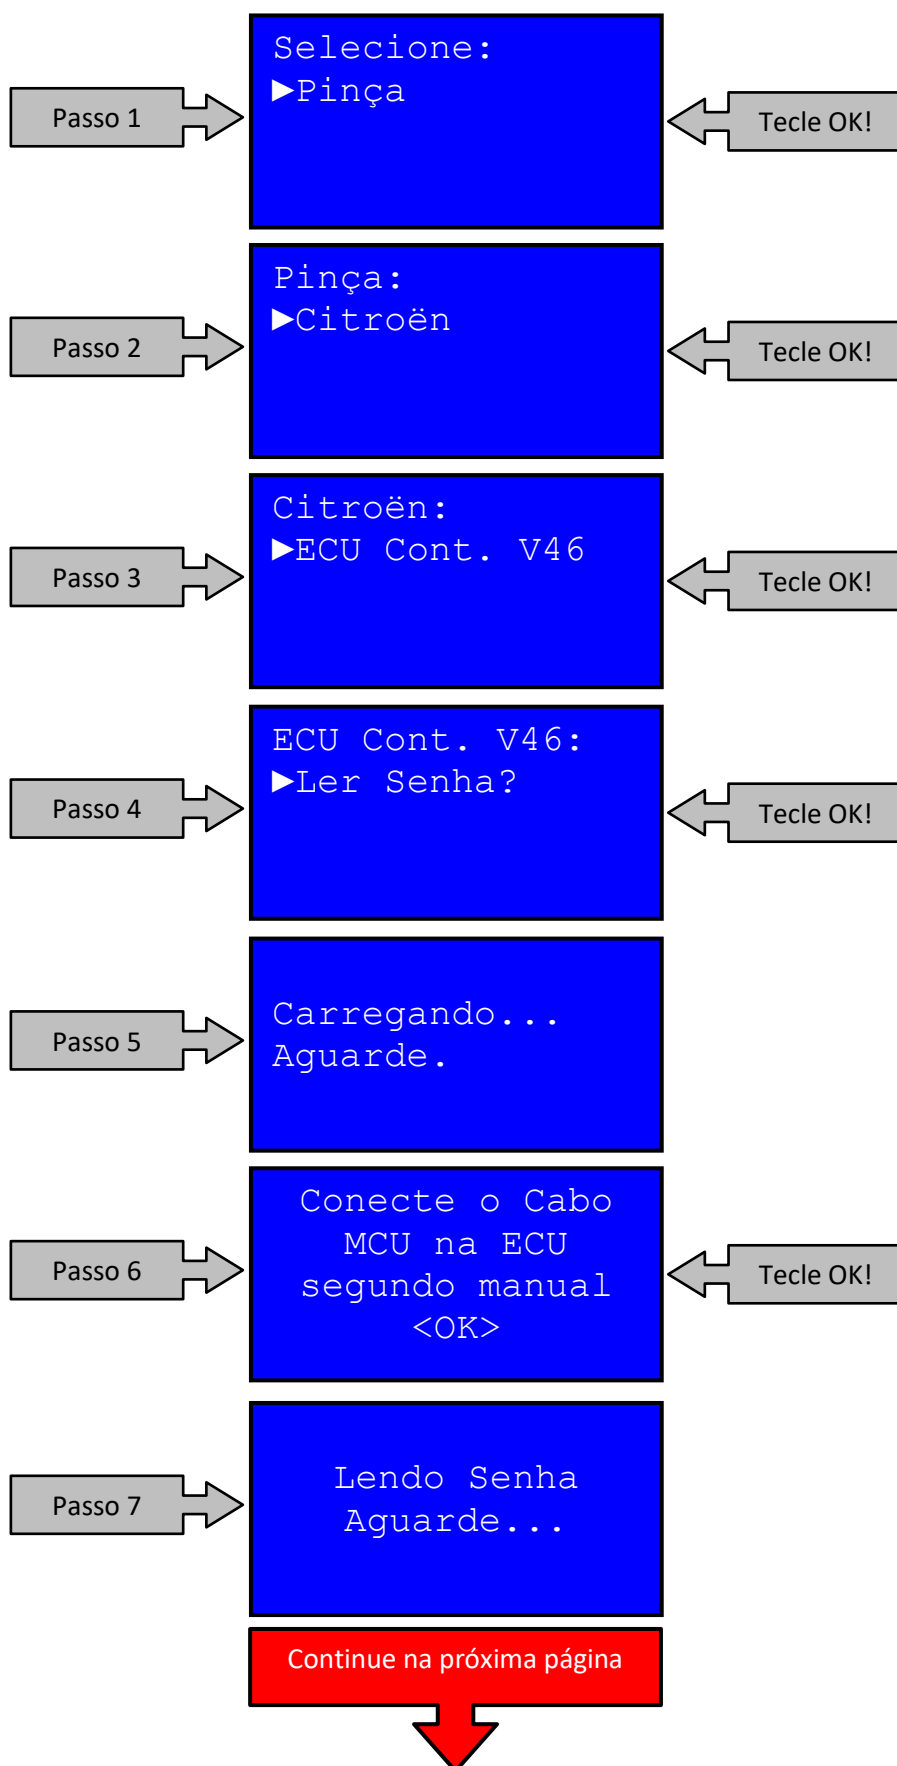 Selecione:
►Pinça
Passo 1
Tecle OK!
Pinça:
►Citroën
Passo 2
Tecle OK!
Citroën:
►ECU Cont. V46
Passo 3
Tecle OK!
ECU Cont. V46:
►Ler Senha?
Passo 4
Tecle OK!
Carregando...
Aguarde.
Passo 5
Conecte o Cabo
MCU na ECU
segundo manual
<OK>
Passo 6
Tecle OK!
Lendo Senha
Aguarde...
Passo 7
Continue na próxima página